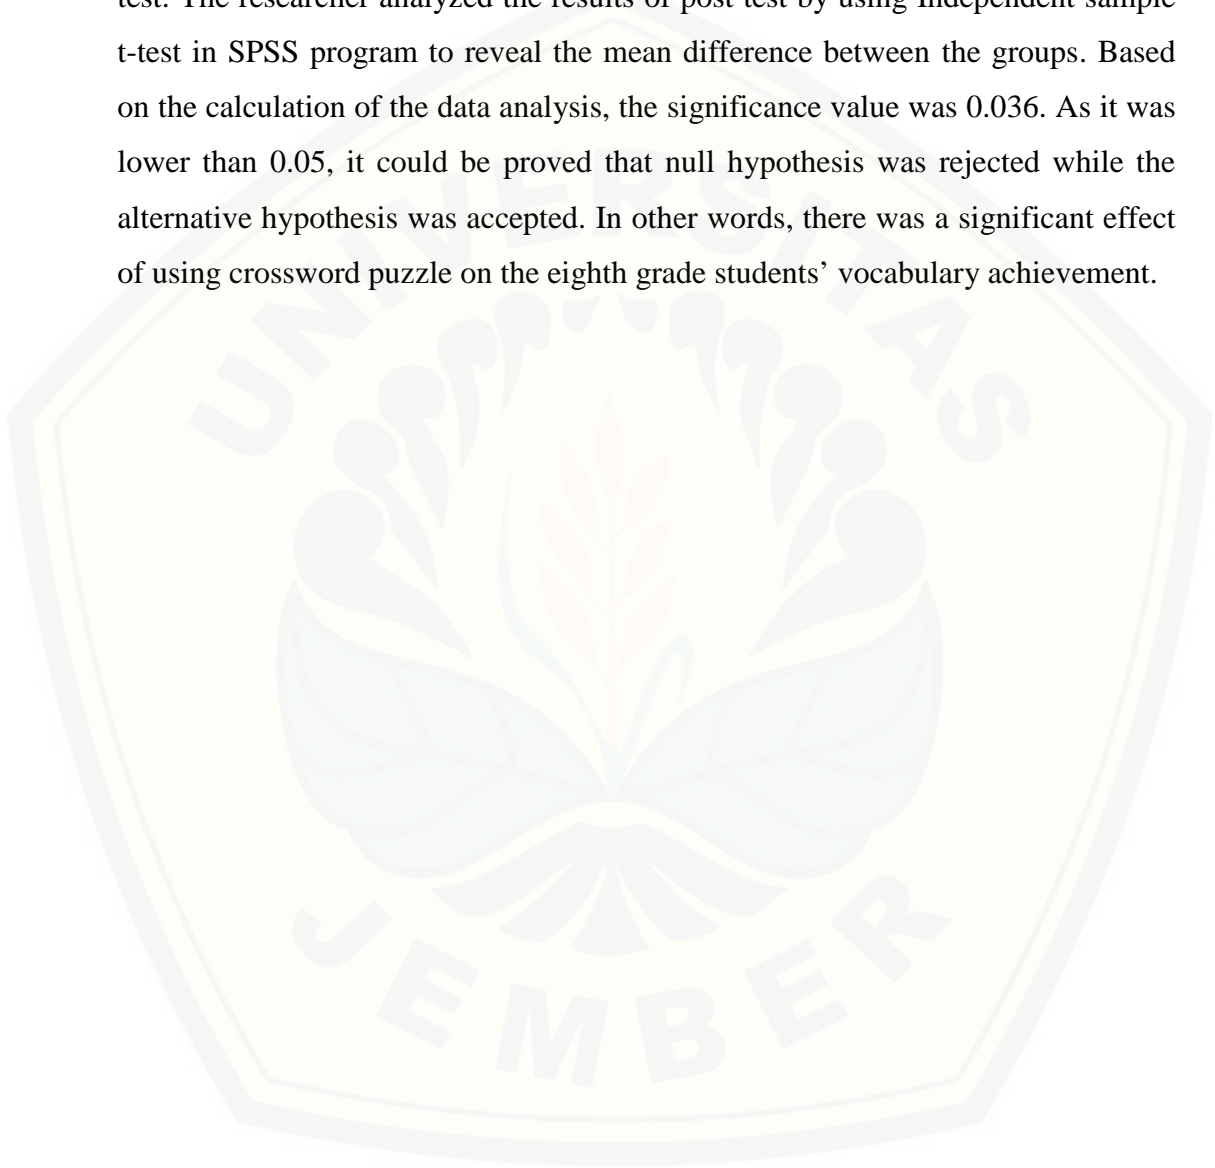 test. The researcher analyzed the results of post test by using Independent sample
t-test in SPSS program to reveal the mean difference between the groups. Based
on the calculation of the data analysis, the significance value was 0.036. As it was
lower than 0.05, it could be proved that null hypothesis was rejected while the
alternative hypothesis was accepted. In other words, there was a significant effect
of using crossword puzzle on the eighth grade students’ vocabulary achievement.
UNIVERSITAS
JEMBER